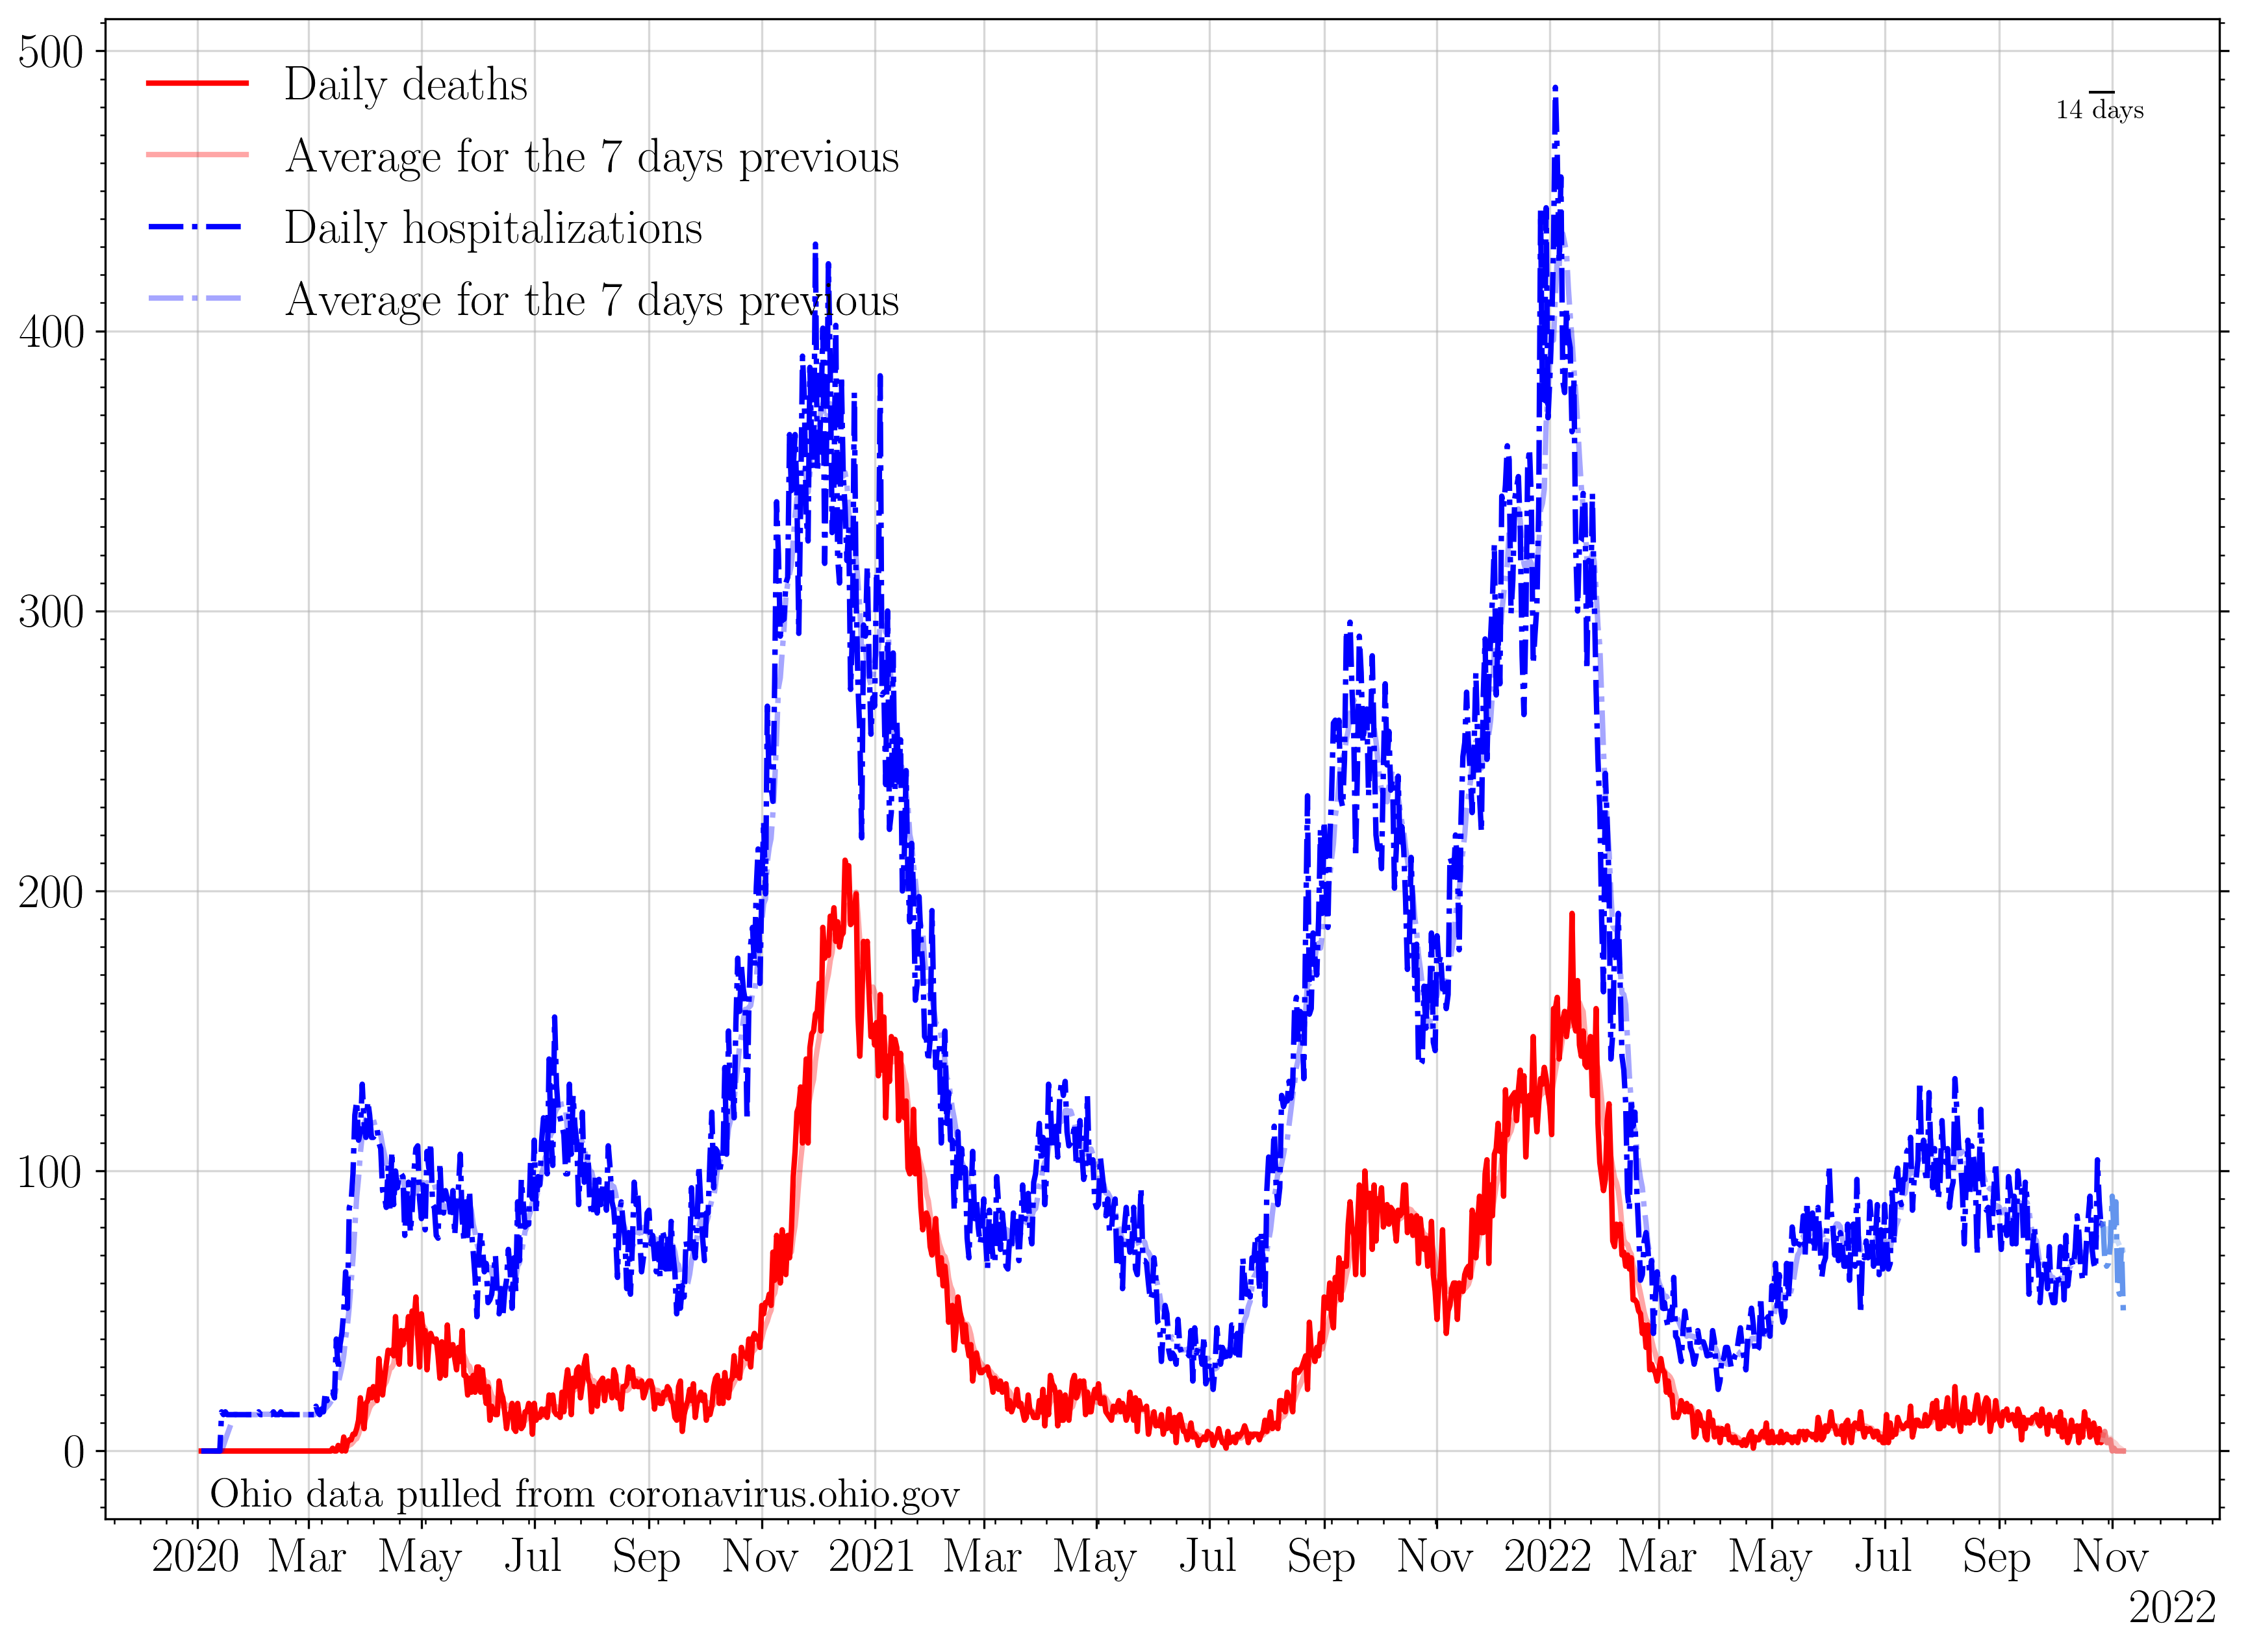 500
400
300
200
100
0
Daily deaths
Average for the 7 days previous
Daily hospitalizations
Average for the 7 days previous
14 days
Ohio data pulled from coronavirus.ohio.gov
2020 Mar May Jul Sep Nov 2021 Mar May Jul Sep Nov 2022 Mar May Jul Sep Nov
2022